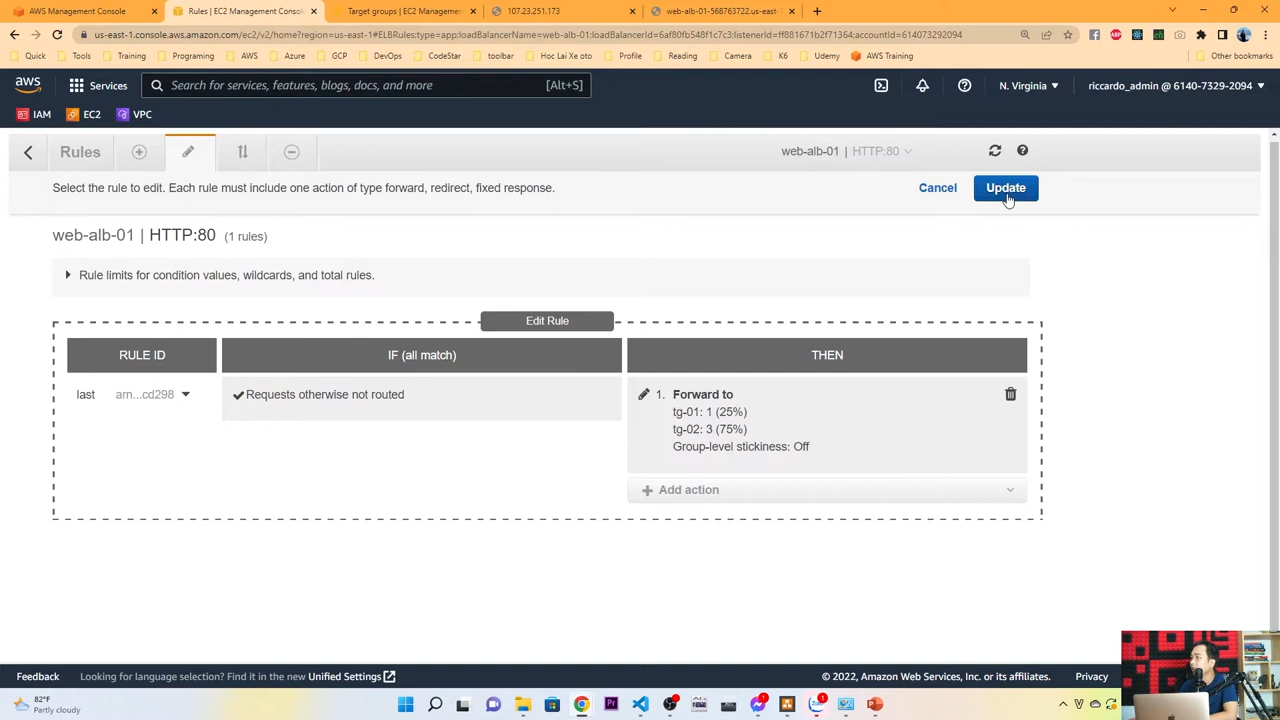 AWS Management Console
Rules | EC2 Management Conso
Target groups | EC2 Managemen
107.23.251.173
web-alb-01-568763722.us-east-
us-east-1.console.aws.amazon.com/ec2/v2/home?region=us-east-1#ELBRules:type=app;loadBalancerName=web-alb-01;loadBalancerId=6af80fb548f1c7c3;listenerId=ff881671b2f71364;accountId=614073292094
Quick
Tools
Training
Programing
AWS
Azure
GCP
DevOps
CodeStar
toolbar
Hoc Lai Xe oto
Profile
Reading
Camera
K6
Udemy
AWS Training
Other bookmarks
aws
Services
Search for services, features, blogs, docs, and more
[Alt+S]
N. Virginia
riccardo_admin @ 6140-7329-2094
IAM
EC2
VPC
Rules
web-alb-01 | HTTP:80
Select the rule to edit. Each rule must include one action of type forward, redirect, fixed response.
Cancel
Update
web-alb-01 | HTTP:80 (1 rules)
Rule limits for condition values, wildcards, and total rules.
Edit Rule
RULE ID
IF (all match)
THEN
last
arn...cd298
Requests otherwise not routed
1. Forward to
tg-01: 1 (25%)
tg-02: 3 (75%)
Group-level stickiness: Off
Add action
Feedback
Looking for language selection? Find it in the new Unified Settings
© 2022, Amazon Web Services, Inc. or its affiliates.
Privacy
82°F
Partly cloudy